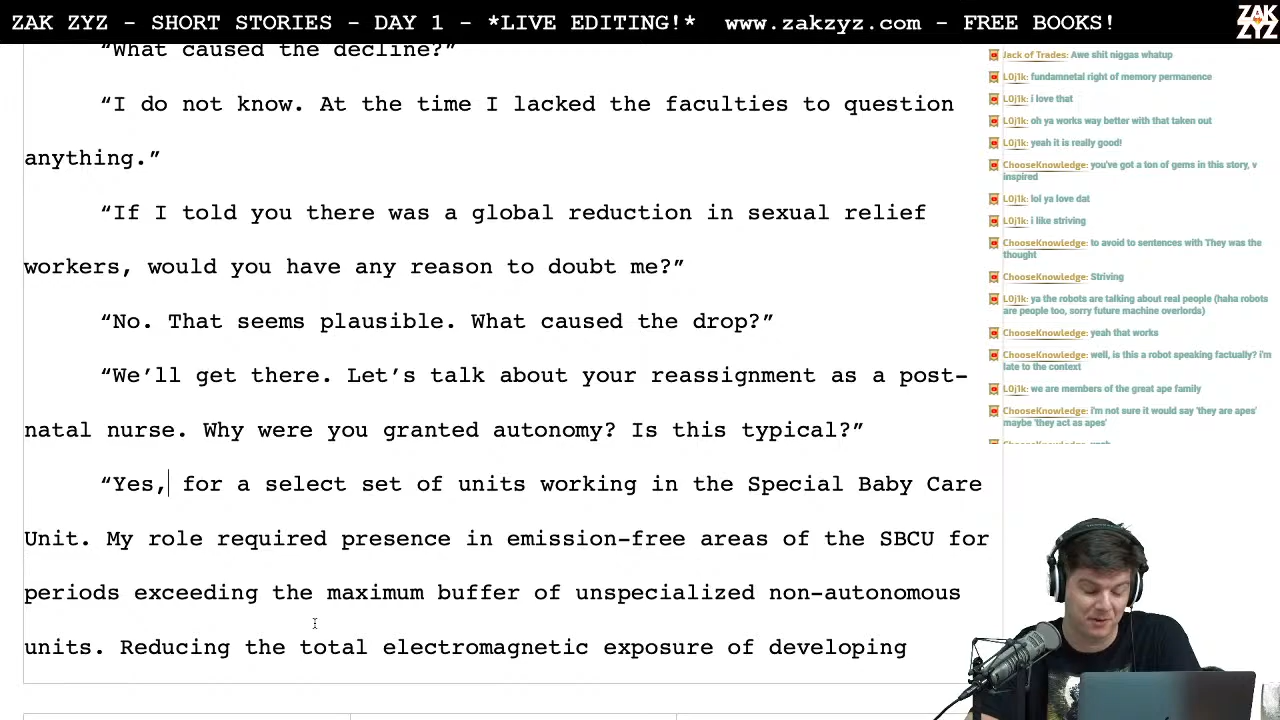 ZAK ZYZ - SHORT STORIES - DAY 1 - *LIVE EDITING!* www.zakzyz.com - FREE BOOKS!
ZAK
ZYZ
“What caused the decline?”
“I do not know. At the time I lacked the faculties to question
anything.”
“If I told you there was a global reduction in sexual relief
workers, would you have any reason to doubt me?”
“No. That seems plausible. What caused the drop?”
“We’ll get there. Let’s talk about your reassignment as a post-
natal nurse. Why were you granted autonomy? Is this typical?”
“Yes, for a select set of units working in the Special Baby Care
Unit. My role required presence in emission-free areas of the SBCU for
periods exceeding the maximum buffer of unspecialized non-autonomous
units. Reducing the total electromagnetic exposure of developing
Jack of Trades: Awe shit niggas whatup
L0j1k: fundamnetal right of memory permanence
L0j1k: i love that
L0j1k: oh ya works way better with that taken out
L0j1k: yeah it is really good!
ChooseKnowledge: you've got a ton of gems in this story, v
inspired
L0j1k: lol ya love dat
L0j1k: i like striving
ChooseKnowledge: to avoid to sentences with They was the
thought
ChooseKnowledge: Striving
L0j1k: ya the robots are talking about real people (haha robots
are people too, sorry future machine overlords)
ChooseKnowledge: yeah that works
ChooseKnowledge: well, is this a robot speaking factually? i'm
late to the context
L0j1k: we are members of the great ape family
ChooseKnowledge: i'm not sure it would say 'they are apes'
maybe 'they act as apes'
ChooseKnowledge: